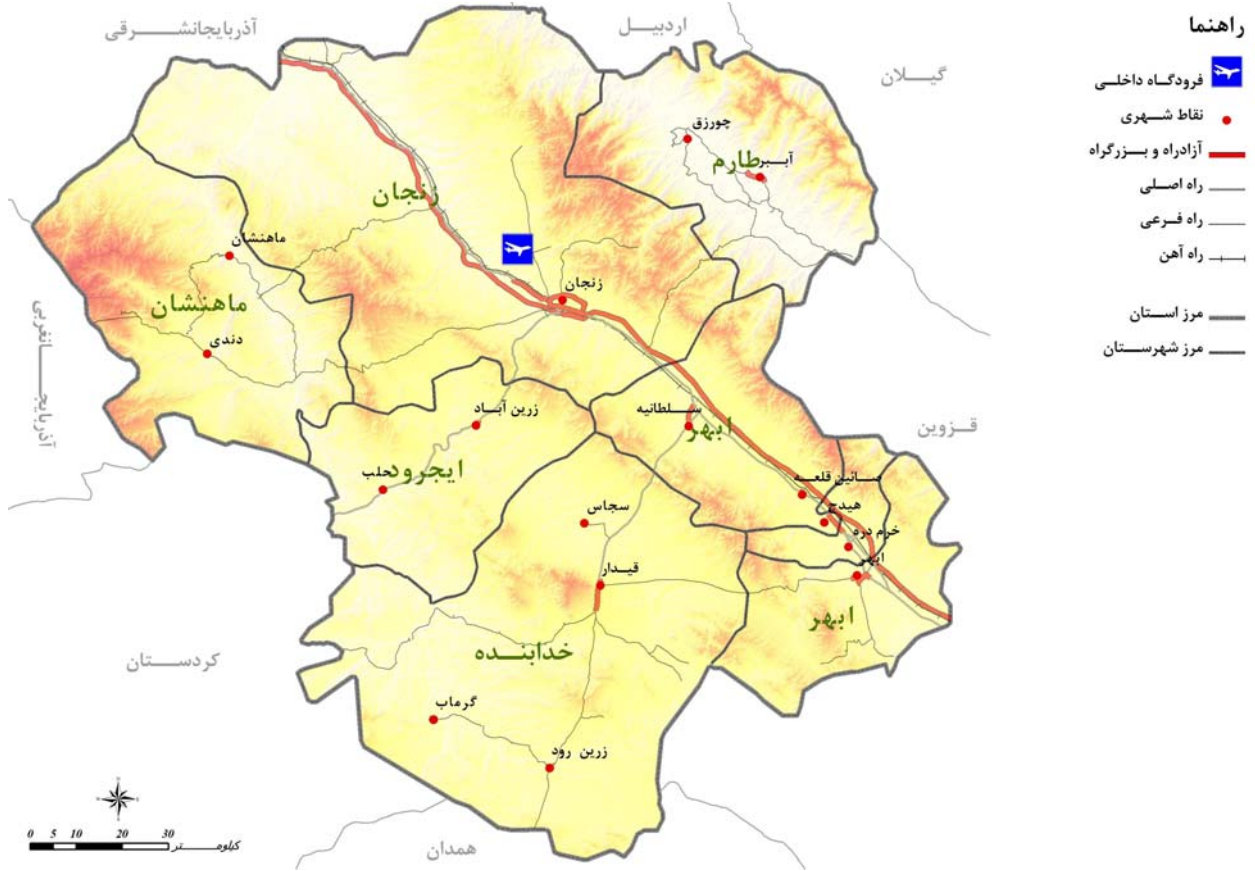 راهنما
فرودگاه داخلی
نقاط شهری
آزادراه و بزرگراه
راه اصلی
راه فرعی
راه آهن
مرز استان
مرز شهرستان
آذربایجانشرقی
اردبیل
گیلان
چورزق
آببر
طارم
زنجان
ماهنشان
زنجان
ماهنشان
دندی
آذربایجانغربی
زرین آباد
سلطانیه
ابهر
قزوین
حلب
ایجرود
صائین قلعه
هیدج
سجاس
خرم دره
ابهر
قیدار
ابهر
خدابنده
کردستان
گرماب
زرین رود
همدان
0 5 10 20 30
کیلومتر